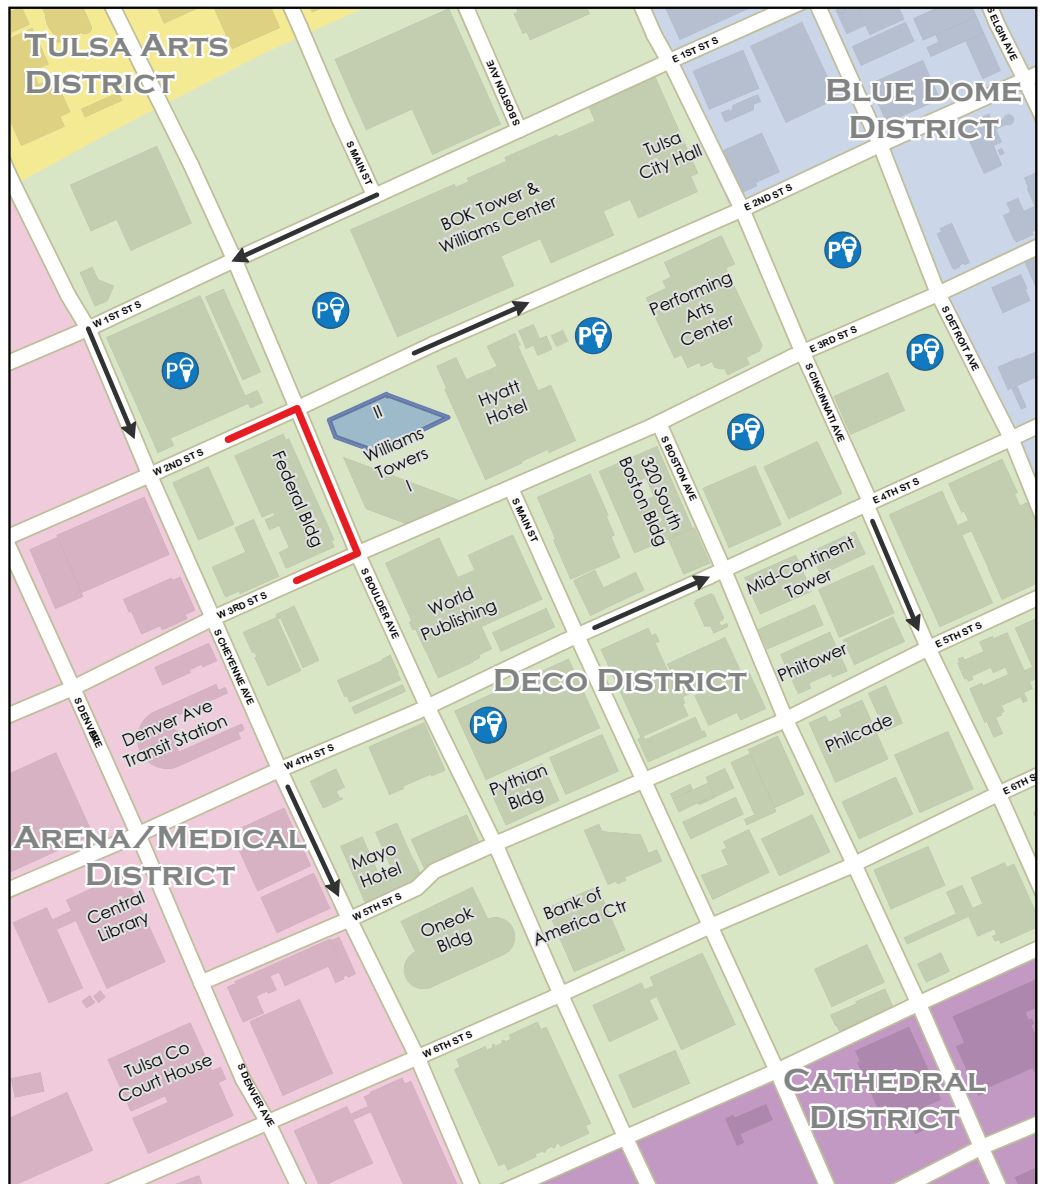 TULSA ARTS
DISTRICT
S BOSTON AVE
E 1ST ST S
S ELGIN AVE
BLUE DOME
DISTRICT
S MAIN ST
Tulsa
City Hall
BOK Tower &
Williams Center
E 2ND ST S
P
P
Performing
Arts
Center
W 1ST ST S
P
P
P
S DETROIT AVE
E 3RD ST S
S CINCINNATI AVE
Hyatt
Hotel
II
Williams
Towers
I
P
W 2ND ST S
Federal Bldg
S BOSTON AVE
320 South
Boston Bldg
E 4TH ST S
S MAIN ST
Mid-Continent
Tower
W 3RD ST S
S BOULDER AVE
World
Publishing
E 5TH ST S
S CHEYENNE AVE
DECO DISTRICT
Philtower
Denver Ave
Transit Station
P
Philcade
W 4TH ST S
Pythian
Bldg
E 6TH S
ARENA/MEDICAL
DISTRICT
Mayo
Hotel
Central
Library
W 5TH ST S
Oneok
Bldg
Bank of
America Ctr
W 6TH ST S
Tulsa Co
Court House
S DENVER AVE
CATHEDRAL
DISTRICT